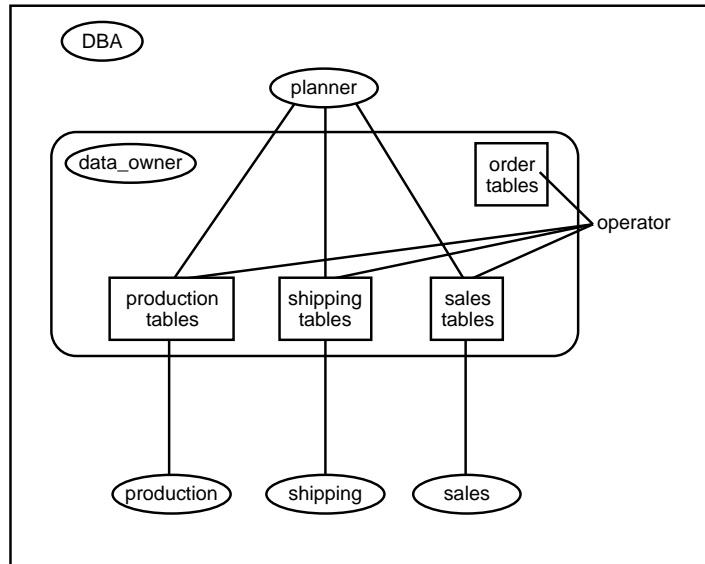 DBA
planner
data_owner
order
tables
operator
production
tables
shipping
tables
sales
tables
production
shipping
sales